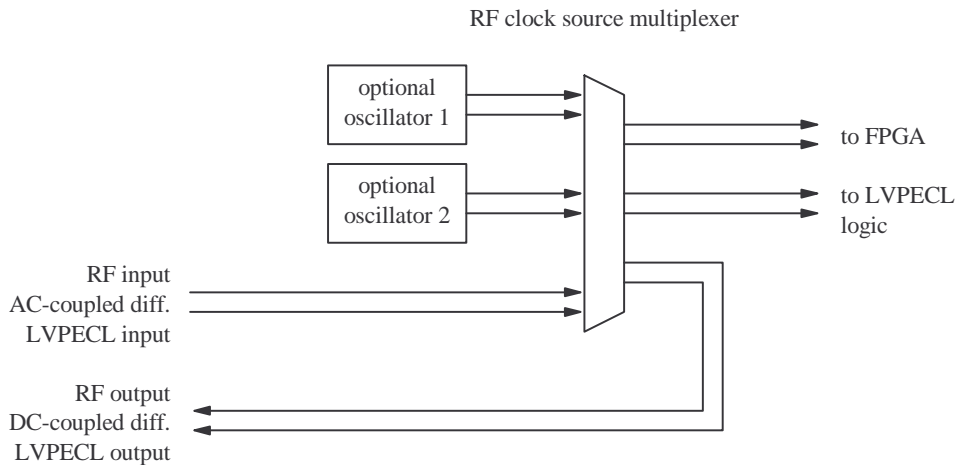 RF clock source multiplexer
optional
oscillator 1
to FPGA
optional
oscillator 2
to LVPECL
logic
RF input
AC-coupled diff.
LVPECL input
RF output
DC-coupled diff.
LVPECL output